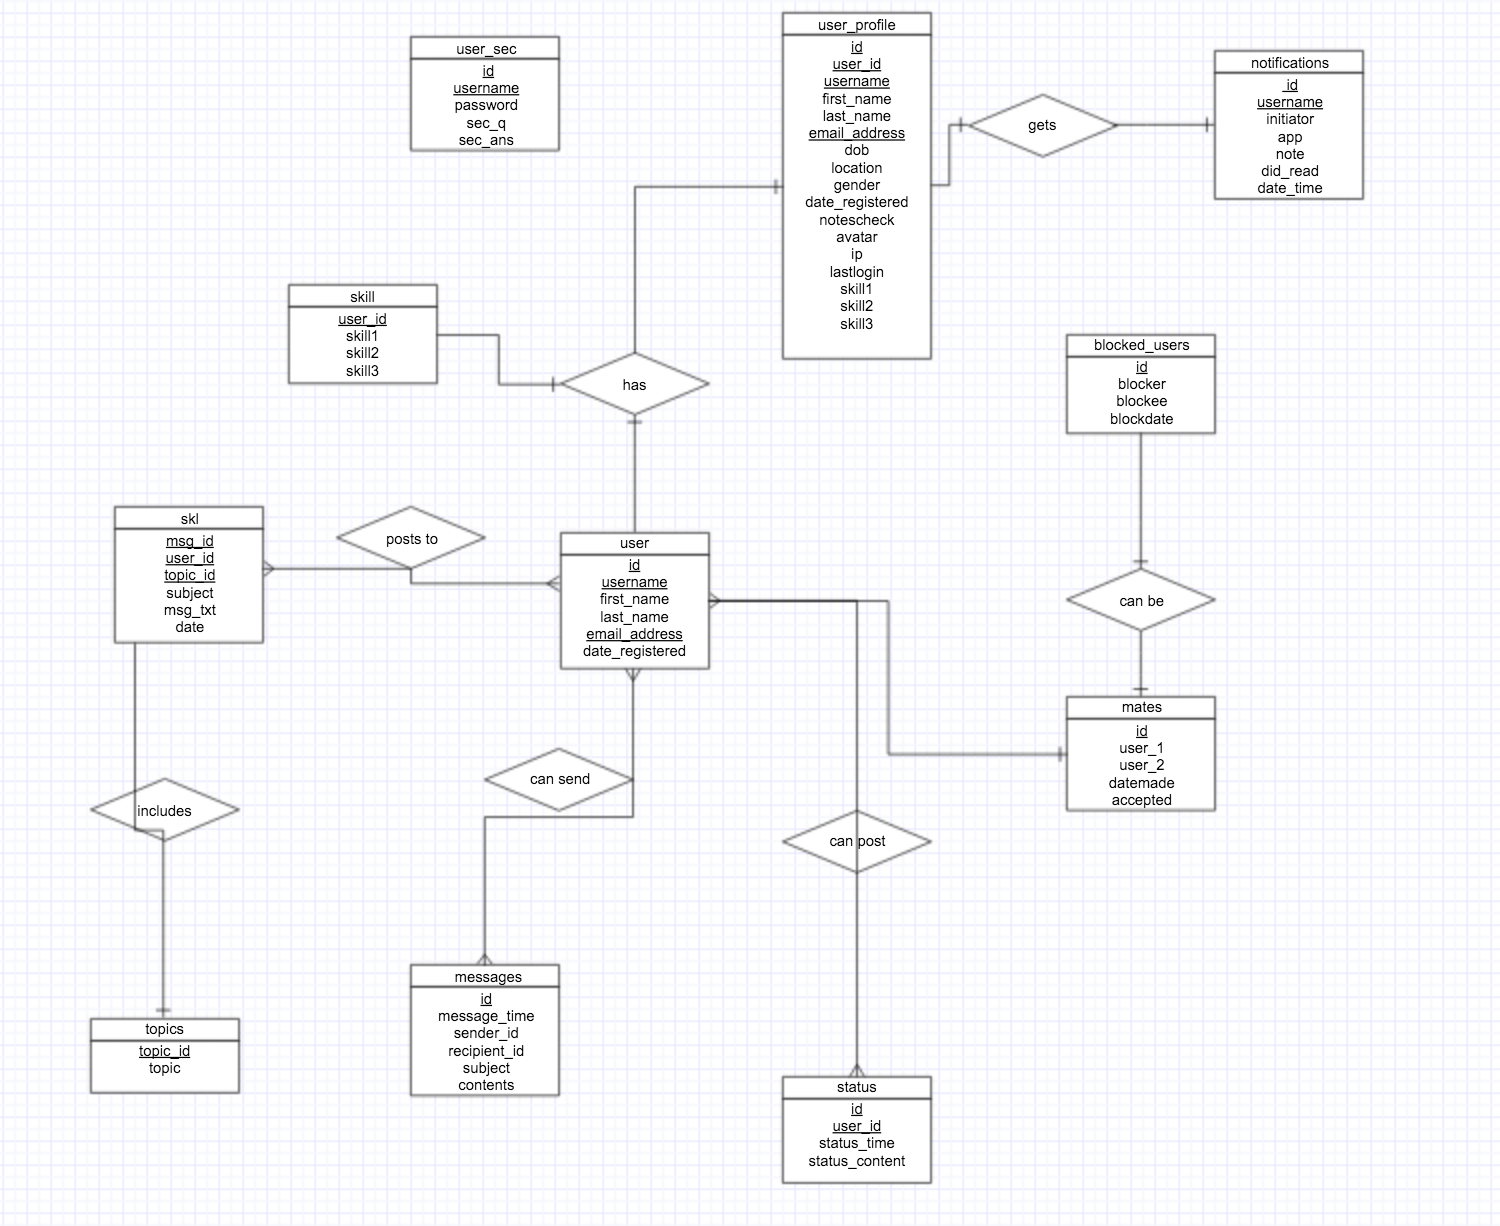 user_sec
id
username
password
sec_q
sec_ans
user_profile
id
user_id
username
first_name
last_name
email_address
dob
location
gender
date_registered
notescheck
avatar
ip
lastlogin
skill1
skill2
skill3
gets
notifications
id
username
initiator
app
note
did_read
date_time
skill
user_id
skill1
skill2
skill3
has
blocked_users
id
blocker
blockee
blockdate
skl
msg_id
user_id
topic_id
subject
msg_txt
date
posts to
user
id
username
first_name
last_name
email_address
date_registered
can be
mates
id
user_1
user_2
datemade
accepted
includes
can send
can post
topics
topic_id
topic
messages
id
message_time
sender_id
recipient_id
subject
contents
status
id
user_id
status_time
status_content